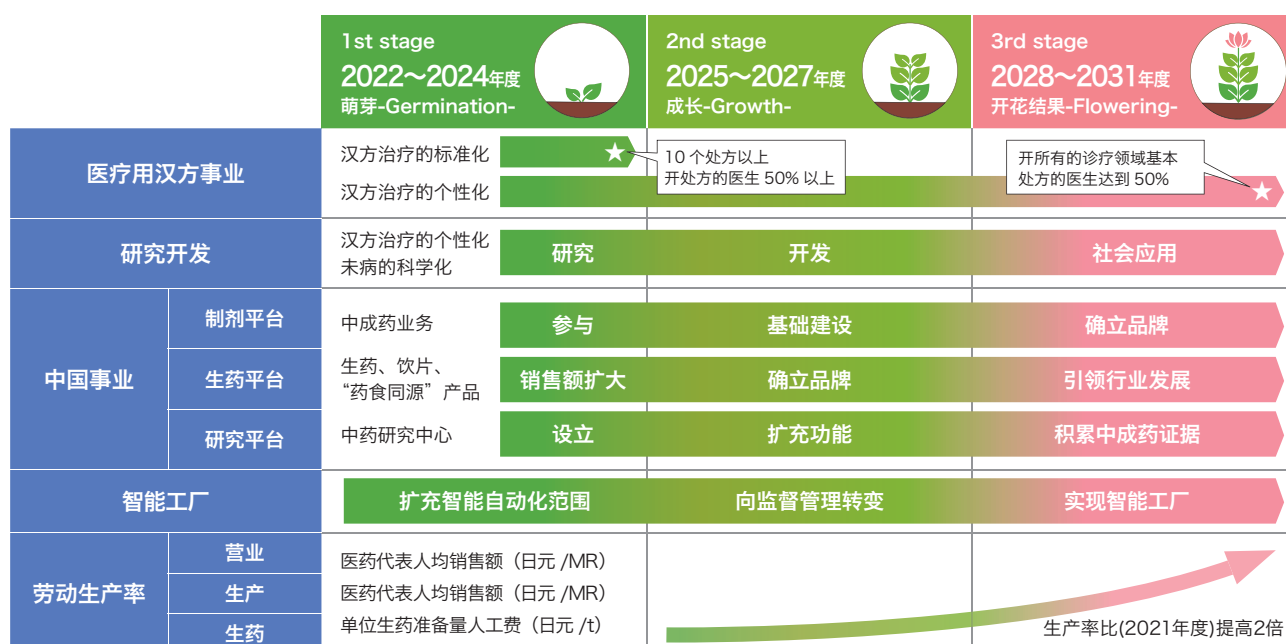 1st stage
2022～2024年度
萌芽-Germination-
2nd stage
2025～2027年度
成长-Growth-
3rd stage
2028～2031年度
开花结果-Flowering-
医疗用汉方事业
汉方治疗的标准化
10 个处方以上
开处方的医生 50% 以上
汉方治疗的个性化
开所有的诊疗领域基本
处方的医生达到 50%
研究开发
汉方治疗的个性化
未病的科学化
研究
开发
社会应用
中国事业
制剂平台
中成药业务
参与
基础建设
确立品牌
生药平台
生药、饮片、
“药食同源”产品
销售额扩大
确立品牌
引领行业发展
研究平台
中药研究中心
设立
扩充功能
积累中成药证据
智能工厂
扩充智能自动化范围
向监督管理转变
实现智能工厂
劳动生产率
营业
医药代表人均销售额（日元 /MR）
生产
医药代表人均销售额（日元 /MR）
生药
单位生药准备量人工费（日元 /t）
生产率比(2021年度)提高2倍